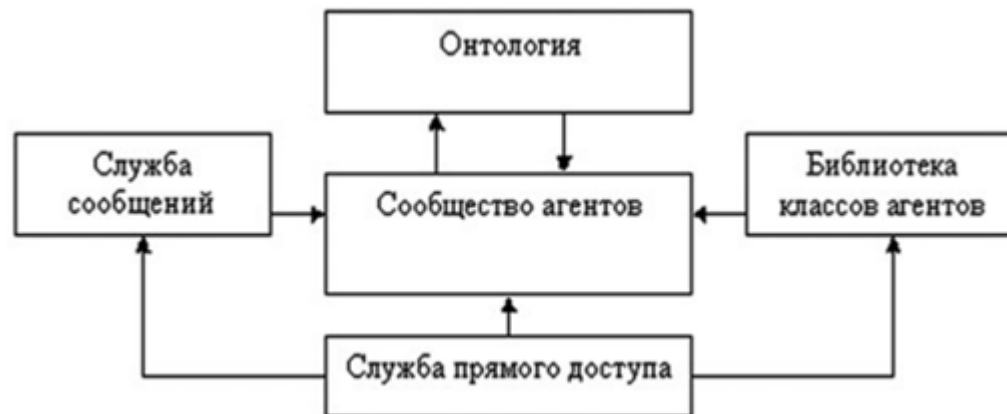 Онтология
Служба
сообщений
Сообщество агентов
Библиотека
классов агентов
Служба прямого доступа